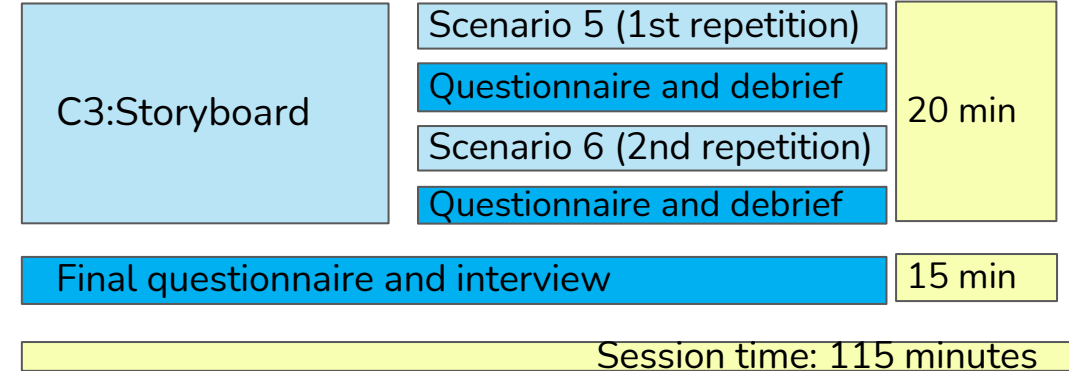 C3:Storyboard
Scenario 5 (1st repetition)
Questionnaire and debrief
Scenario 6 (2nd repetition)
Questionnaire and debrief
20 min
Final questionnaire and interview
15 min
Session time: 115 minutes